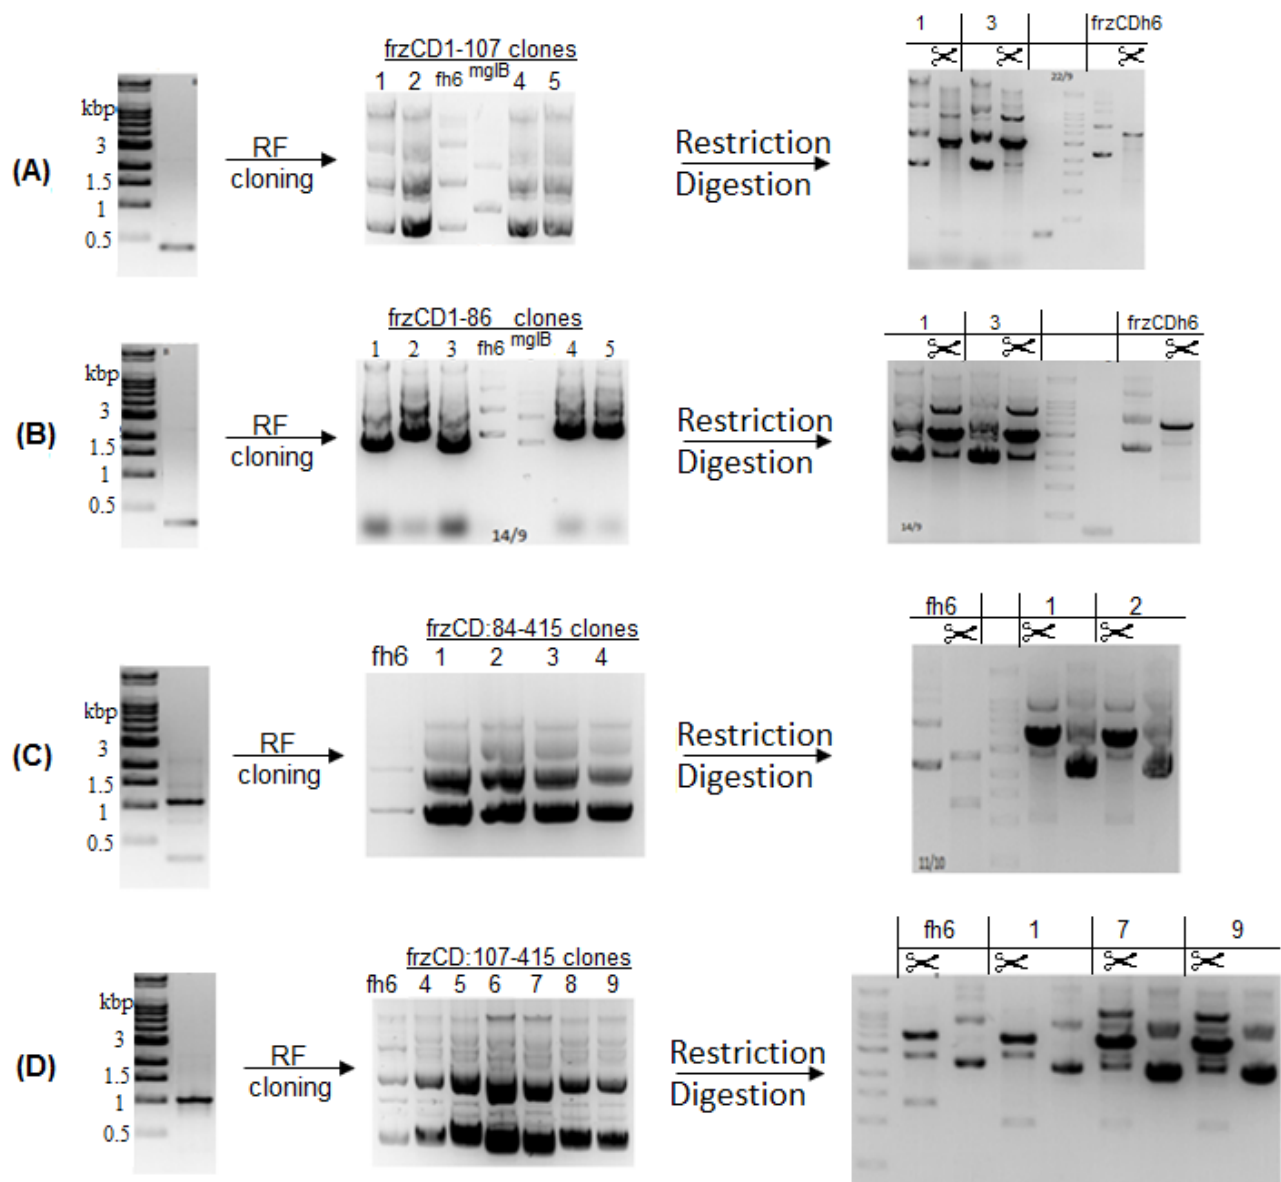 (A)
kbp
3
1.5
1
0.5
RF
cloning
frzCD1-107 clones
1 2 fh6 mglB 4 5
Restriction
Digestion
1 3 frzCDh6
22/9
(B)
kbp
3
1.5
1
0.5
RF
cloning
frzCD1-86 clones
1 2 3 fh6 mglB 4 5
14/9
Restriction
Digestion
1 3 frzCDh6
14/9
(C)
kbp
3
1.5
1
0.5
RF
cloning
frzCD:84-415 clones
fh6 1 2 3 4
Restriction
Digestion
fh6 1 2
11/10
(D)
kbp
3
1.5
1
0.5
RF
cloning
frzCD:107-415 clones
fh6 4 5 6 7 8 9
Restriction
Digestion
fh6 1 7 9